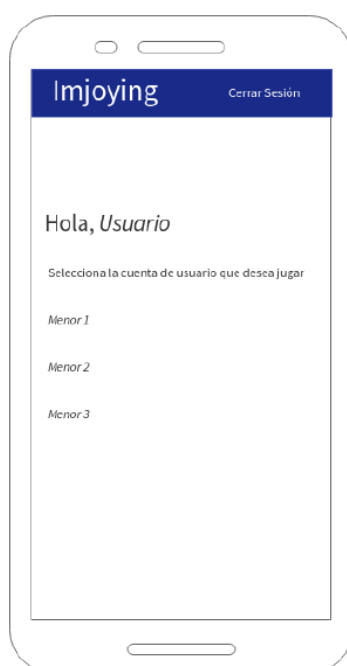 Imjoying
Cerrar Sesión
Hola, Usuario
Selecciona la cuenta de usuario que desea jugar
Menor 1
Menor 2
Menor 3